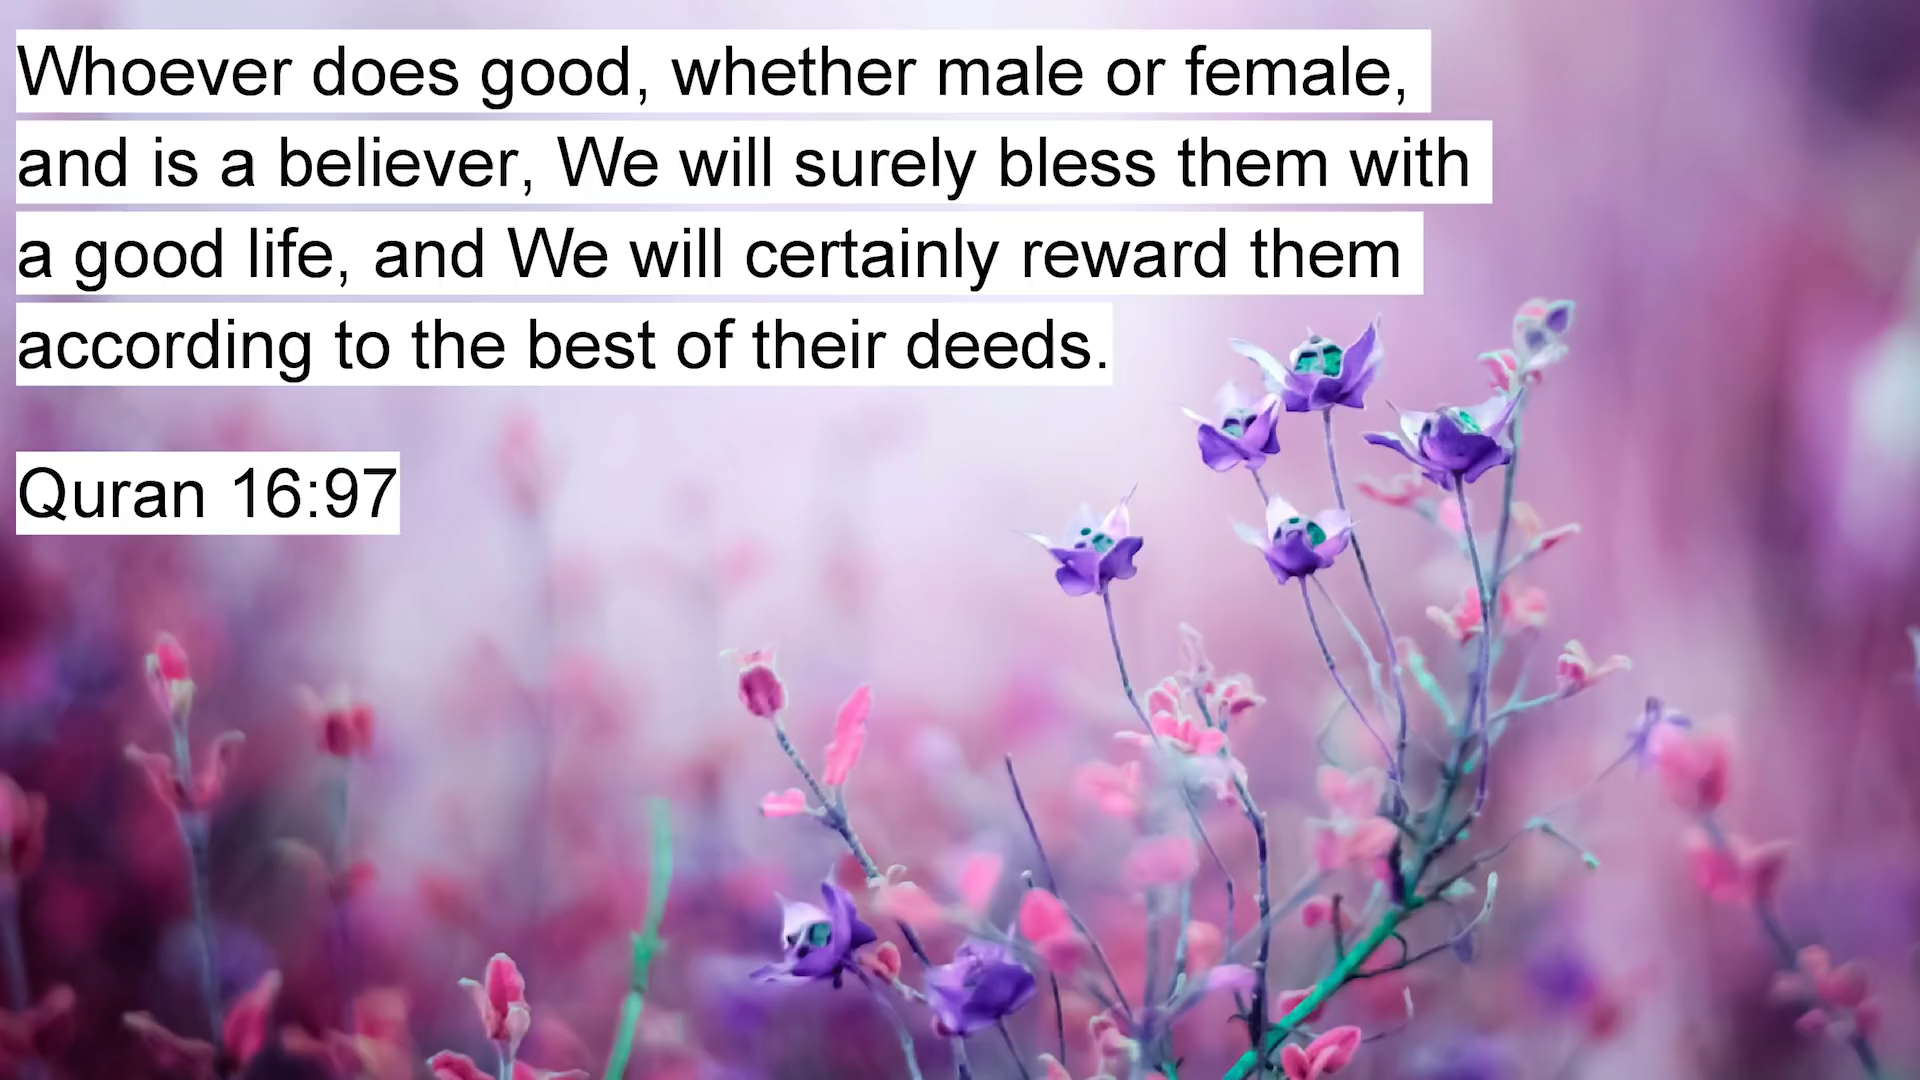 Whoever does good, whether male or female,
and is a believer, We will surely bless them with
a good life, and We will certainly reward them
according to the best of their deeds.
Quran 16:97